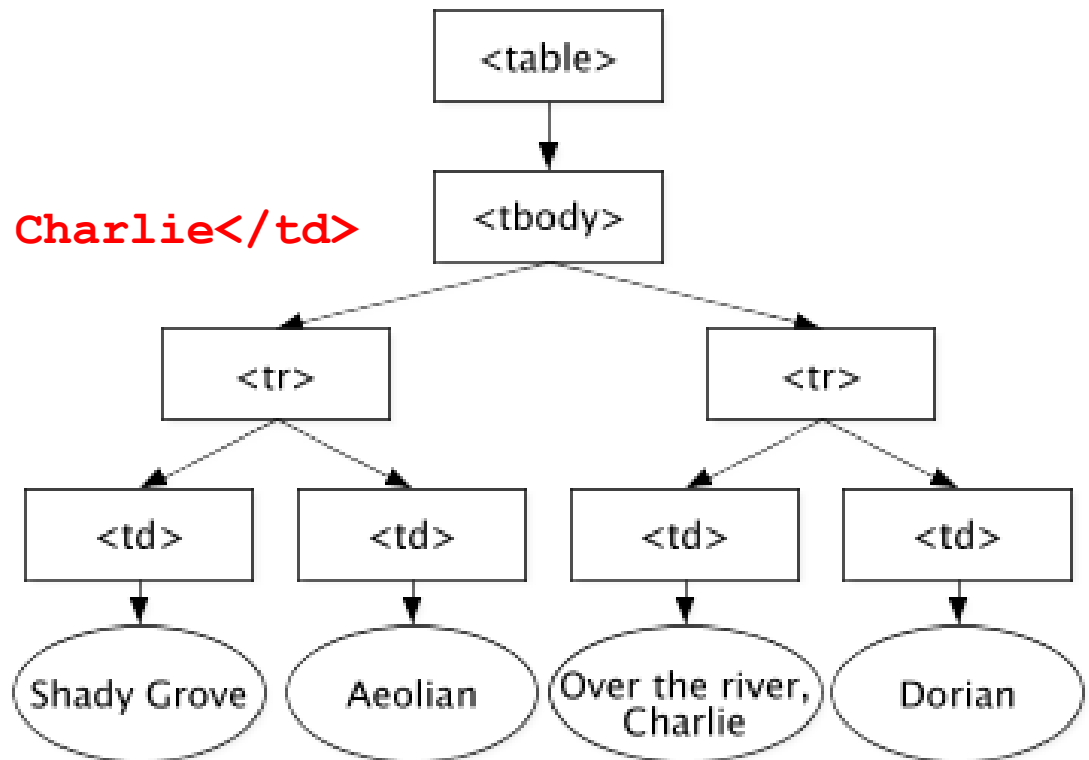 <table>
<tbody>
Charlie</td>
<tr> <tr>
<td> <td> <td> <td>
Shady Grove Aeolian Over the river, Dorian
Charlie